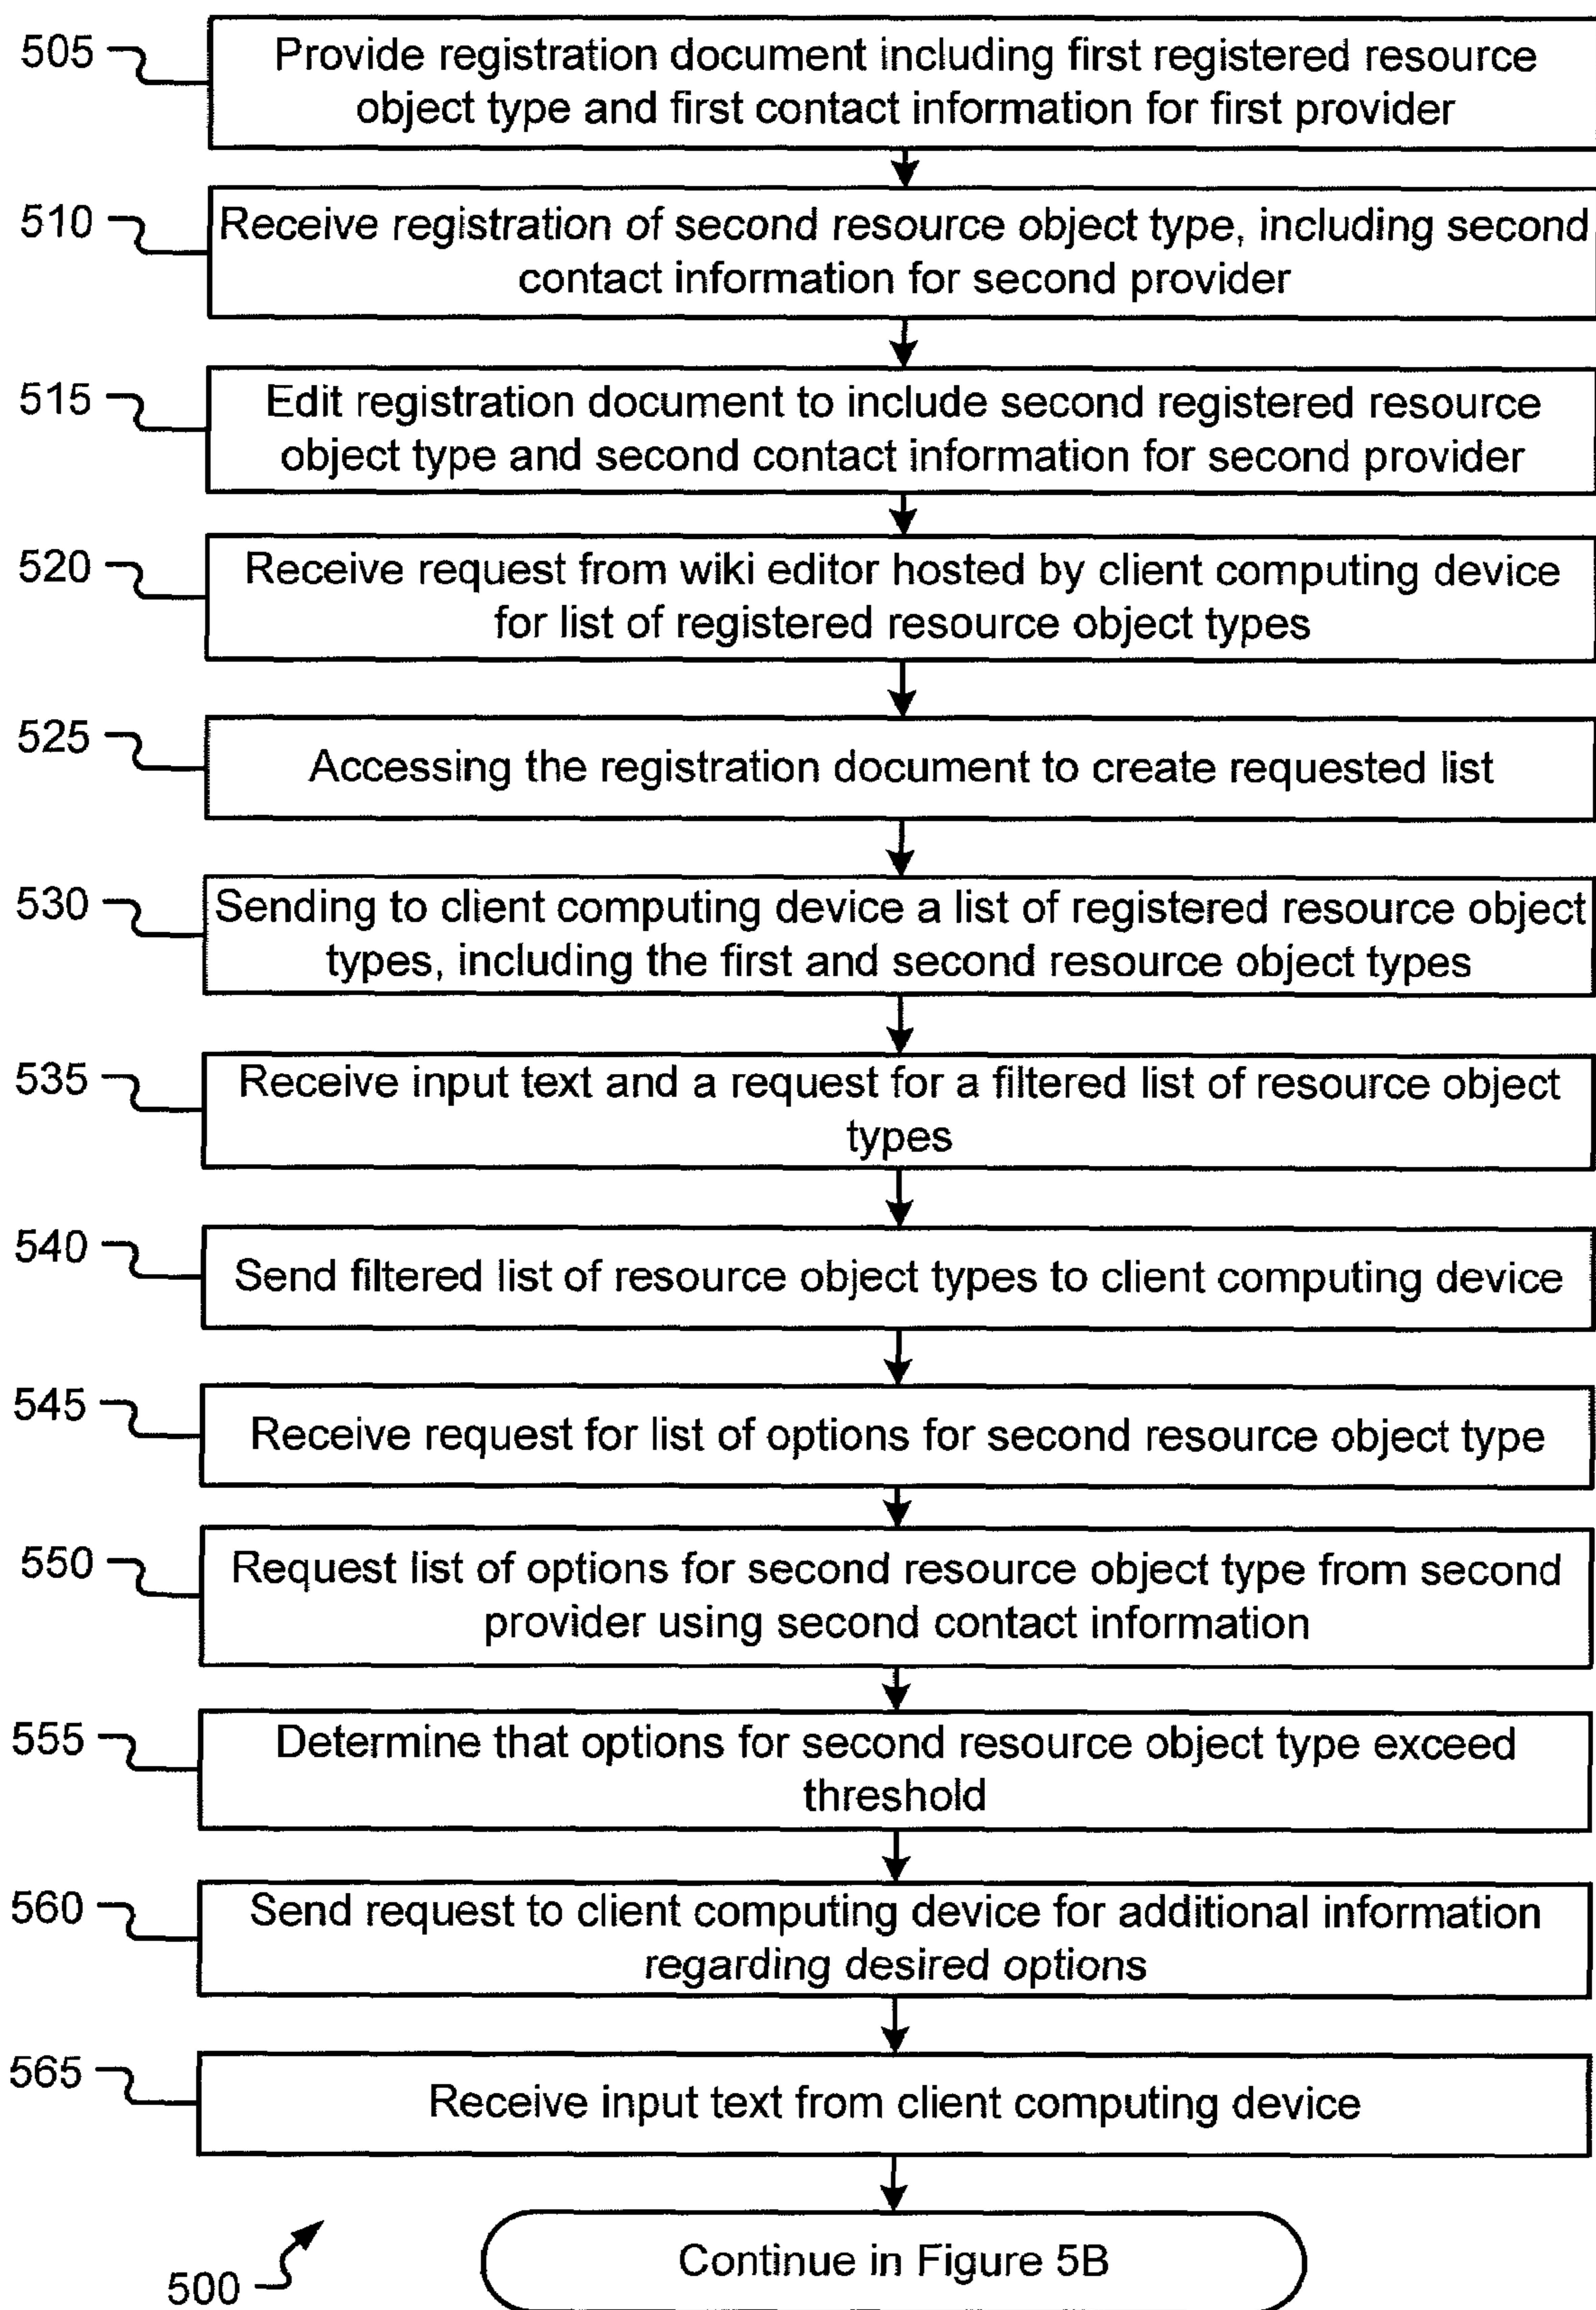 505
Provide registration document including first registered resource
object type and first contact information for first provider
510
Receive registration of second resource object type, including second
contact information for second provider
515
Edit registration document to include second registered resource
object type and second contact information for second provider
520
Receive request from wiki editor hosted by client computing device
for list of registered resource object types
525
Accessing the registration document to create requested list
530
Sending to client computing device a list of registered resource object
types, including the first and second resource object types
535
Receive input text and a request for a filtered list of resource object
types
540
Send filtered list of resource object types to client computing device
545
Receive request for list of options for second resource object type
550
Request list of options for second resource object type from second
provider using second contact information
555
Determine that options for second resource object type exceed
threshold
560
Send request to client computing device for additional information
regarding desired options
565
Receive input text from client computing device
500
Continue in Figure 5B